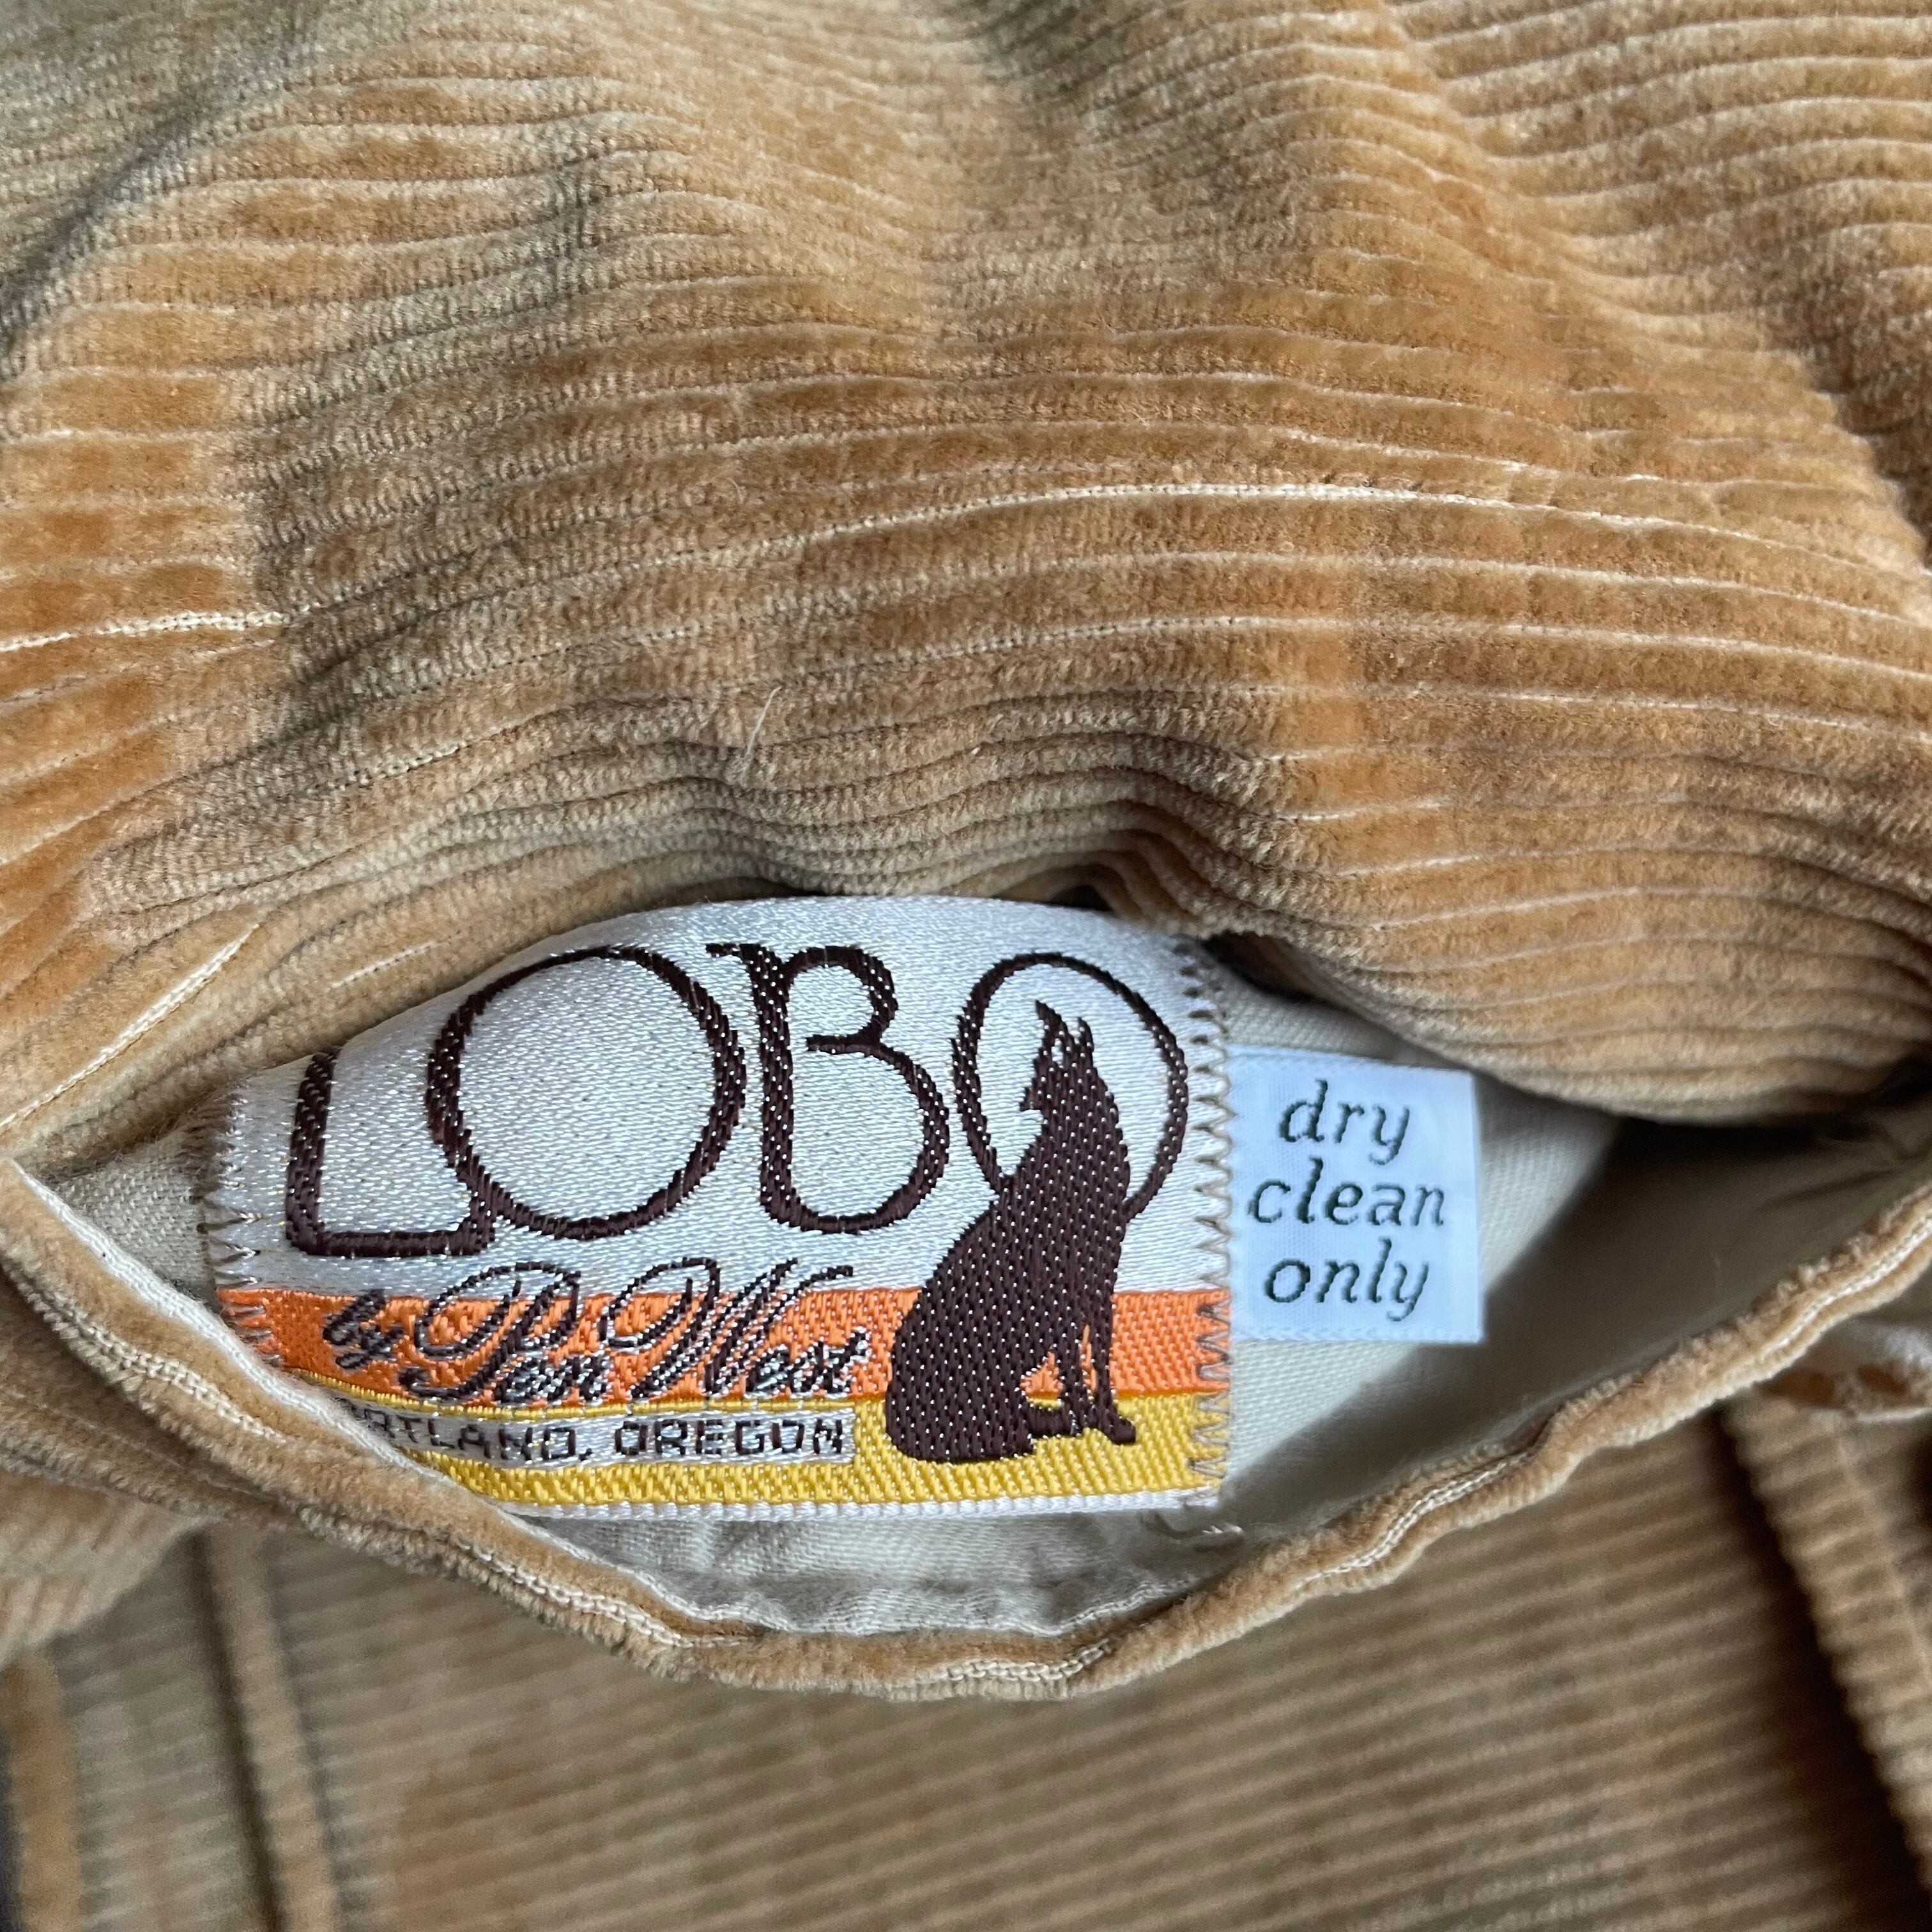 LOBO
by Pen West
RTLAND, OREGON
dry
clean
only